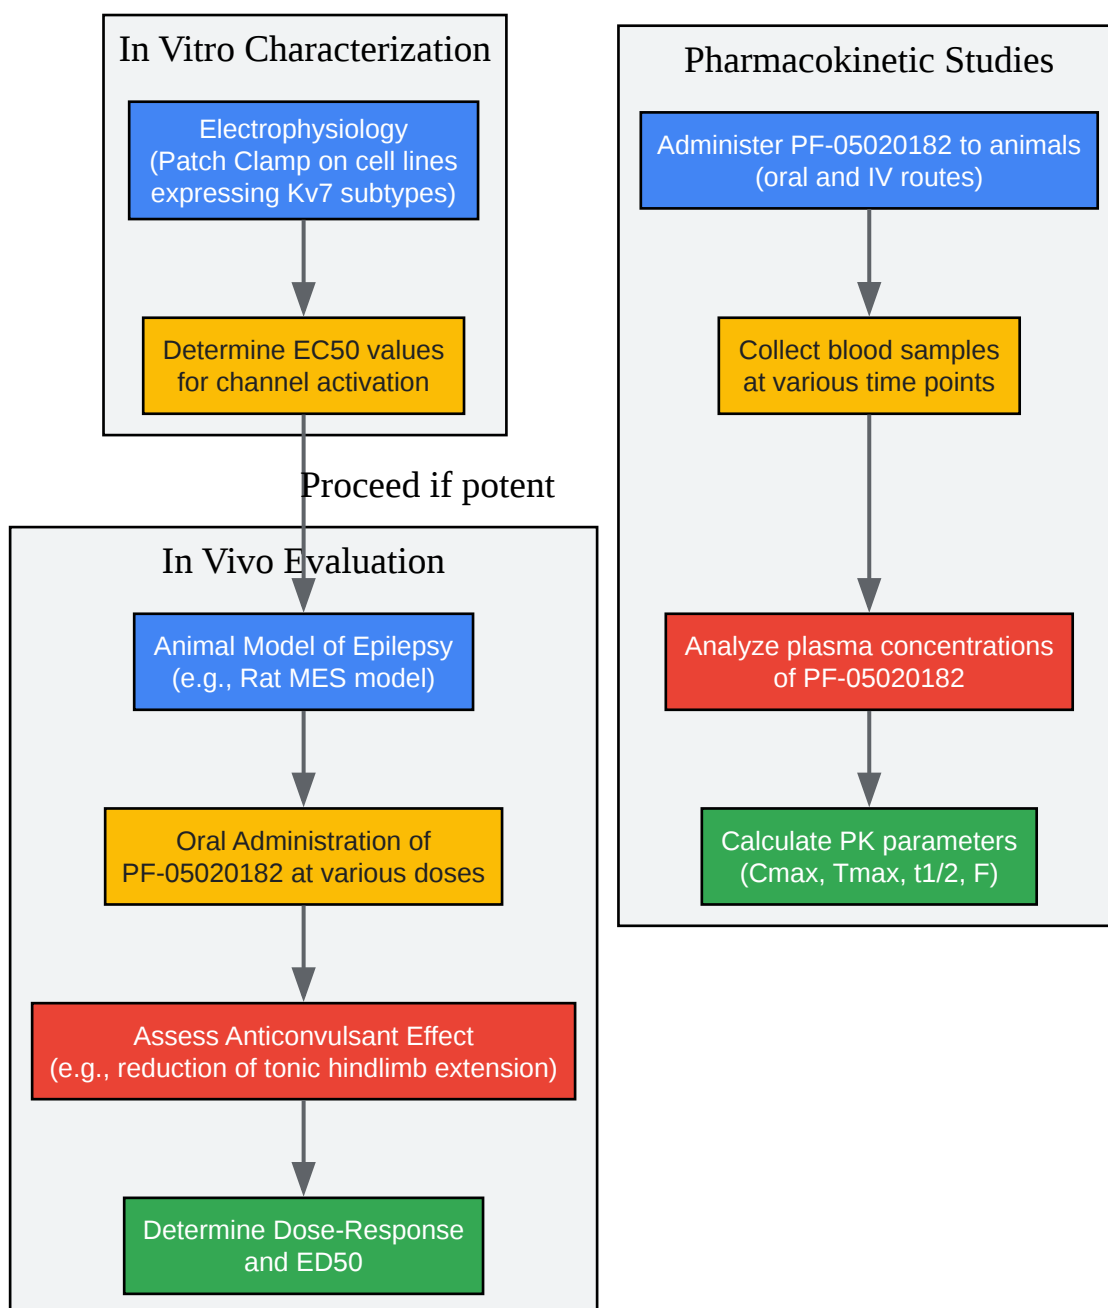 In Vitro Characterization
Electrophysiology
(Patch Clamp on cell lines
expressing Kv7 subtypes)
Determine EC50 values
for channel activation
Proceed if potent
In Vivo Evaluation
Animal Model of Epilepsy
(e.g., Rat MES model)
Oral Administration of
PF-05020182 at various doses
Assess Anticonvulsant Effect
(e.g., reduction of tonic hindlimb extension)
Determine Dose-Response
and ED50
Pharmacokinetic Studies
Administer PF-05020182 to animals
(oral and IV routes)
Collect blood samples
at various time points
Analyze plasma concentrations
of PF-05020182
Calculate PK parameters
(Cmax, Tmax, t1/2, F)